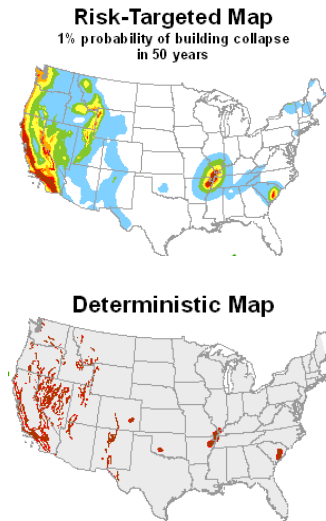 Risk-Targeted Map
1% probability of building collapse
in 50 years
Deterministic Map